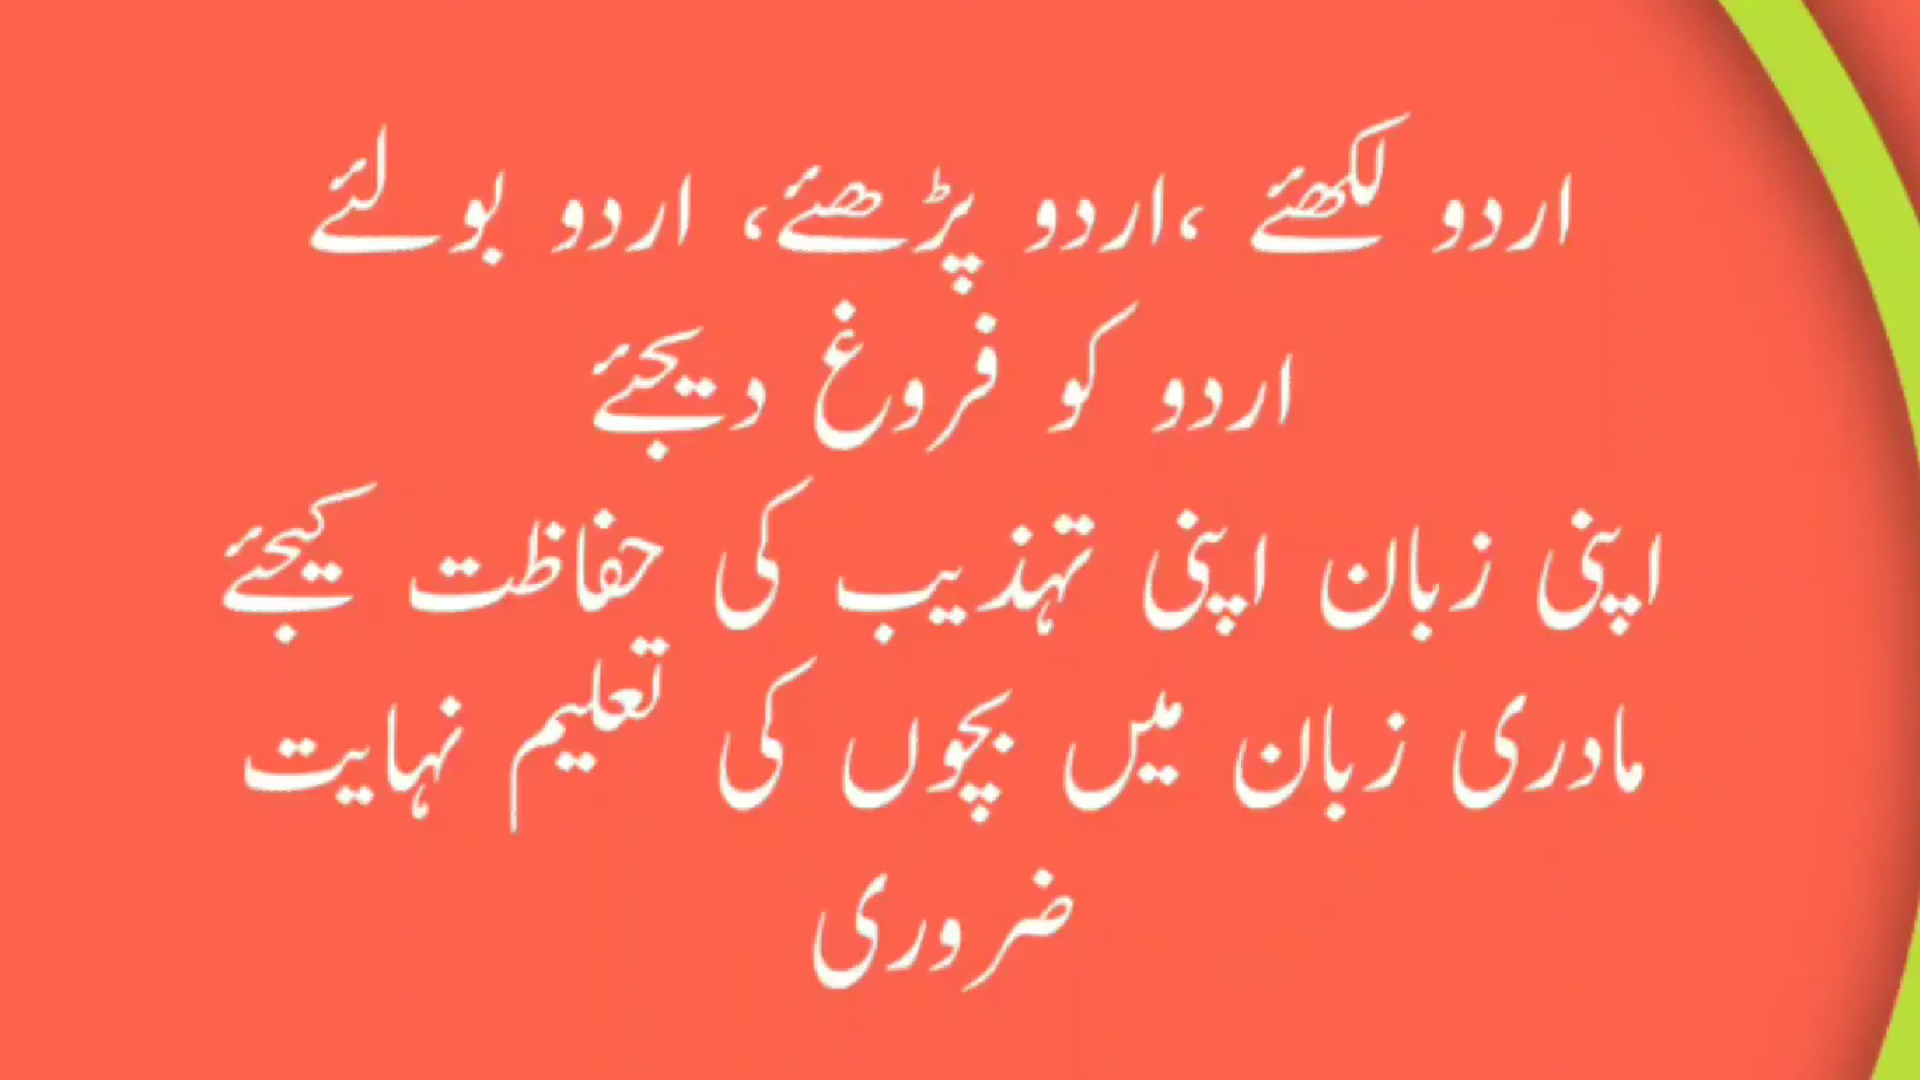 اردو لکھئے ،اردو پڑھئے، اردو بولئے
اردو کو فروغ دیجئے
اپنی زبان اپنی تہذیب کی حفاظت کیجئے
مادری زبان میں بچوں کی تعلیم نہایت
ضروری